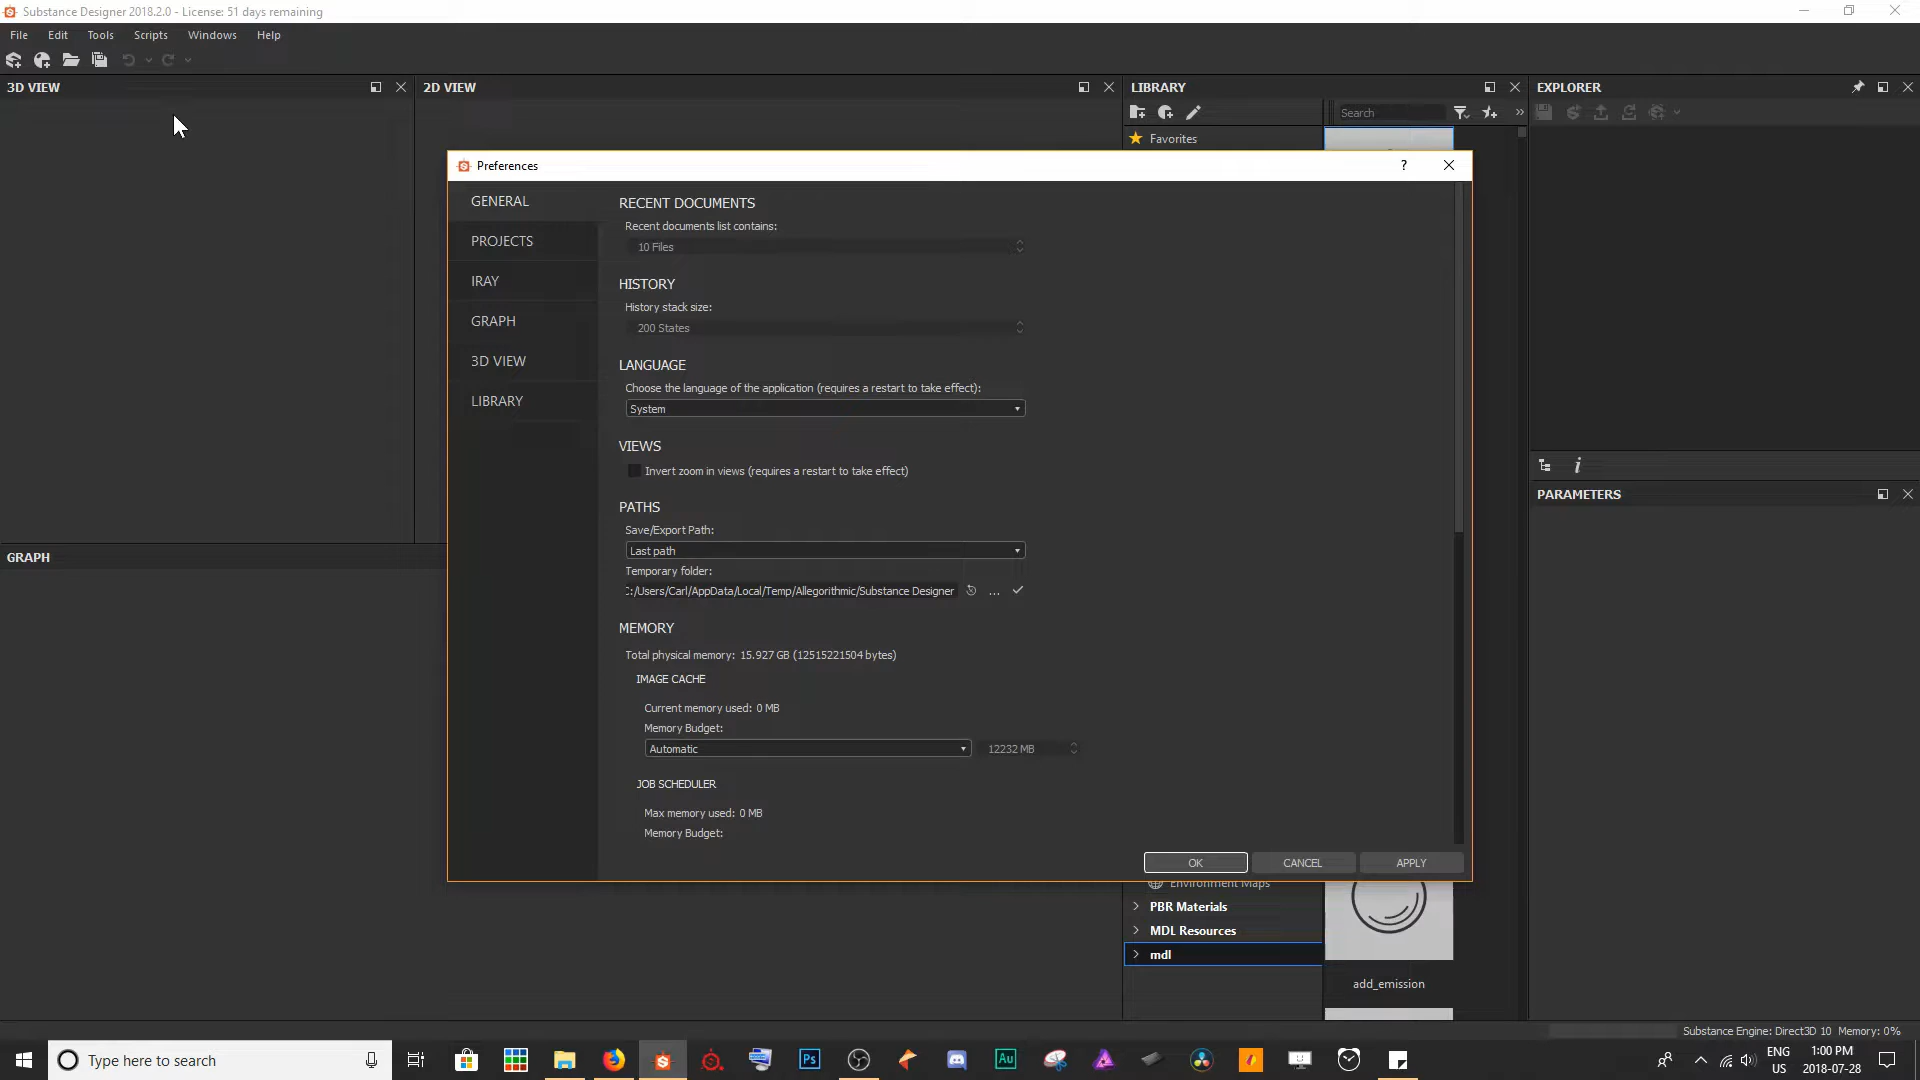 Substance Designer 2018.2.0 - License: 51 days remaining
File Edit Tools Scripts Windows Help
3D VIEW
2D VIEW
LIBRARY
EXPLORER
Search
Favorites
Preferences
?
GENERAL
PROJECTS
IRAY
GRAPH
3D VIEW
LIBRARY
RECENT DOCUMENTS
Recent documents list contains:
10 Files
HISTORY
History stack size:
200 States
LANGUAGE
Choose the language of the application (requires a restart to take effect):
System
VIEWS
Invert zoom in views (requires a restart to take effect)
PATHS
Save/Export Path:
Last path
Temporary folder:
:/Users/Carl/AppData/Local/Temp/Allegorithmic/Substance Designer
...
MEMORY
Total physical memory: 15.927 GB (12515221504 bytes)
IMAGE CACHE
Current memory used: 0 MB
Memory Budget:
Automatic
12232 MB
JOB SCHEDULER
Max memory used: 0 MB
Memory Budget:
OK
CANCEL
APPLY
GRAPH
PARAMETERS
Environment Maps
PBR Materials
MDL Resources
mdl
add_emission
Substance Engine: Direct3D 10 Memory: 0%
Type here to search
Ps
Au
ENG
US
1:00 PM
2018-07-28